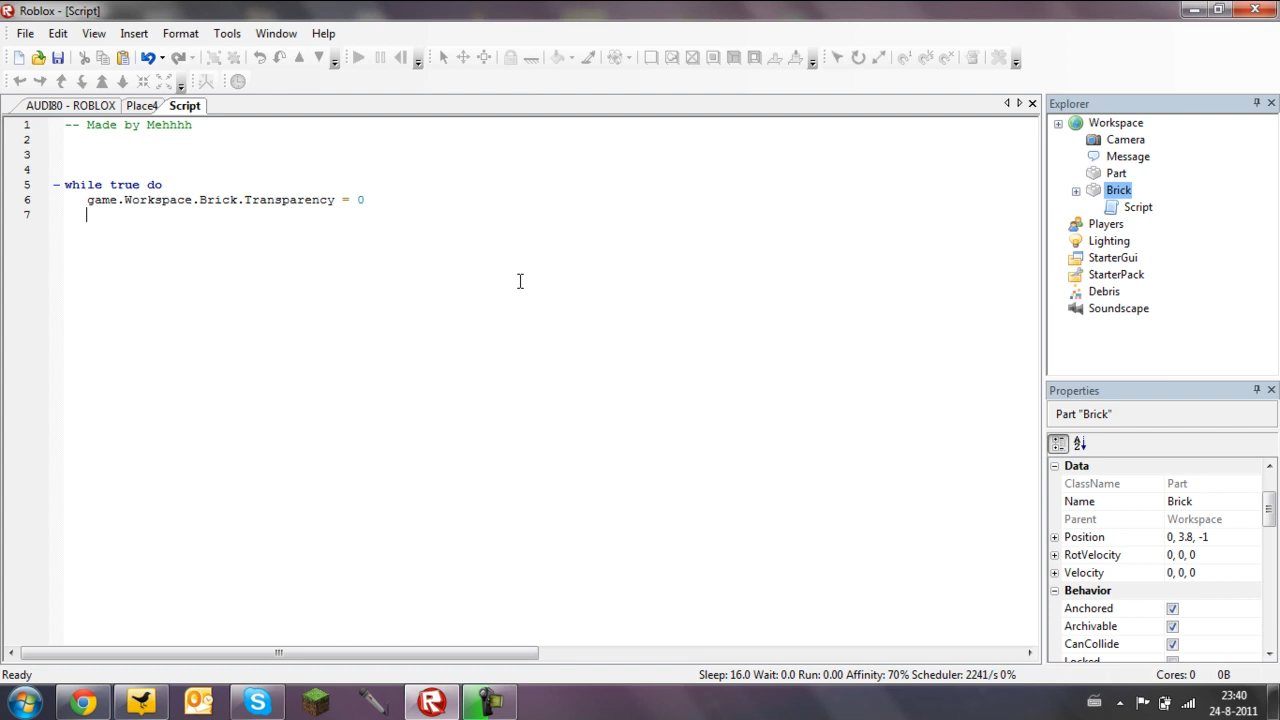 Roblox - [Script]
File Edit View Insert Format Tools Window Help
AUDI80 - ROBLOX Place4 Script
1 -- Made by Mehhhh
2
3
4
5 while true do
6 game.Workspace.Brick.Transparency = 0
7
Explorer
Workspace
Camera
Message
Part
Brick
Script
Players
Lighting
StarterGui
StarterPack
Debris
Soundscape
Properties
Part "Brick"
Data
ClassName Part
Name Brick
Parent Workspace
Position 0, 3.8, -1
RotVelocity 0, 0, 0
Velocity 0, 0, 0
Behavior
Anchored
Archivable
CanCollide
Locked
Ready
Sleep: 16.0 Wait: 0.0 Run: 0.00 Affinity: 70% Scheduler: 2241/s 0%
Cores: 0 0B
23:40
24-8-2011